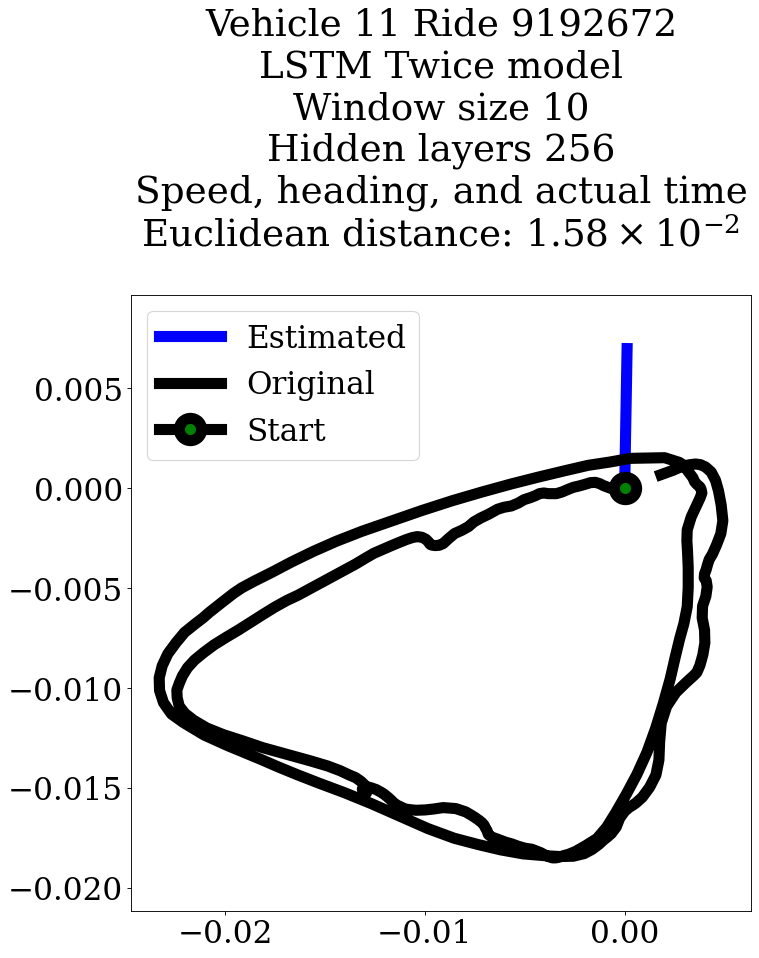 Vehicle 11 Ride 9192672
LSTM Twice model
Window size 10
Hidden layers 256
Speed, heading, and actual time
Euclidean distance: 1.58 × 10⁻²
Estimated
Original
Start
0.005
0.000
−0.005
−0.010
−0.015
−0.020
−0.02
−0.01
0.00